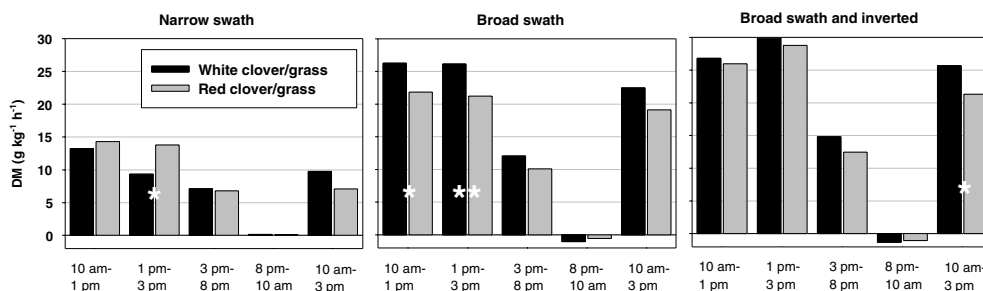 Narrow swath
Broad swath
Broad swath and inverted
DM (g kg-1 h-1)
30
25
20
15
10
5
0
White clover/grass
Red clover/grass
*
*
**
*
10 am-
1 pm
1 pm-
3 pm
3 pm-
8 pm
8 pm-
10 am
10 am-
3 pm
10 am-
1 pm
1 pm-
3 pm
3 pm-
8 pm
8 pm-
10 am
10 am-
3 pm
10 am-
1 pm
1 pm-
3 pm
3 pm-
8 pm
8 pm-
10 am
10 am-
3 pm